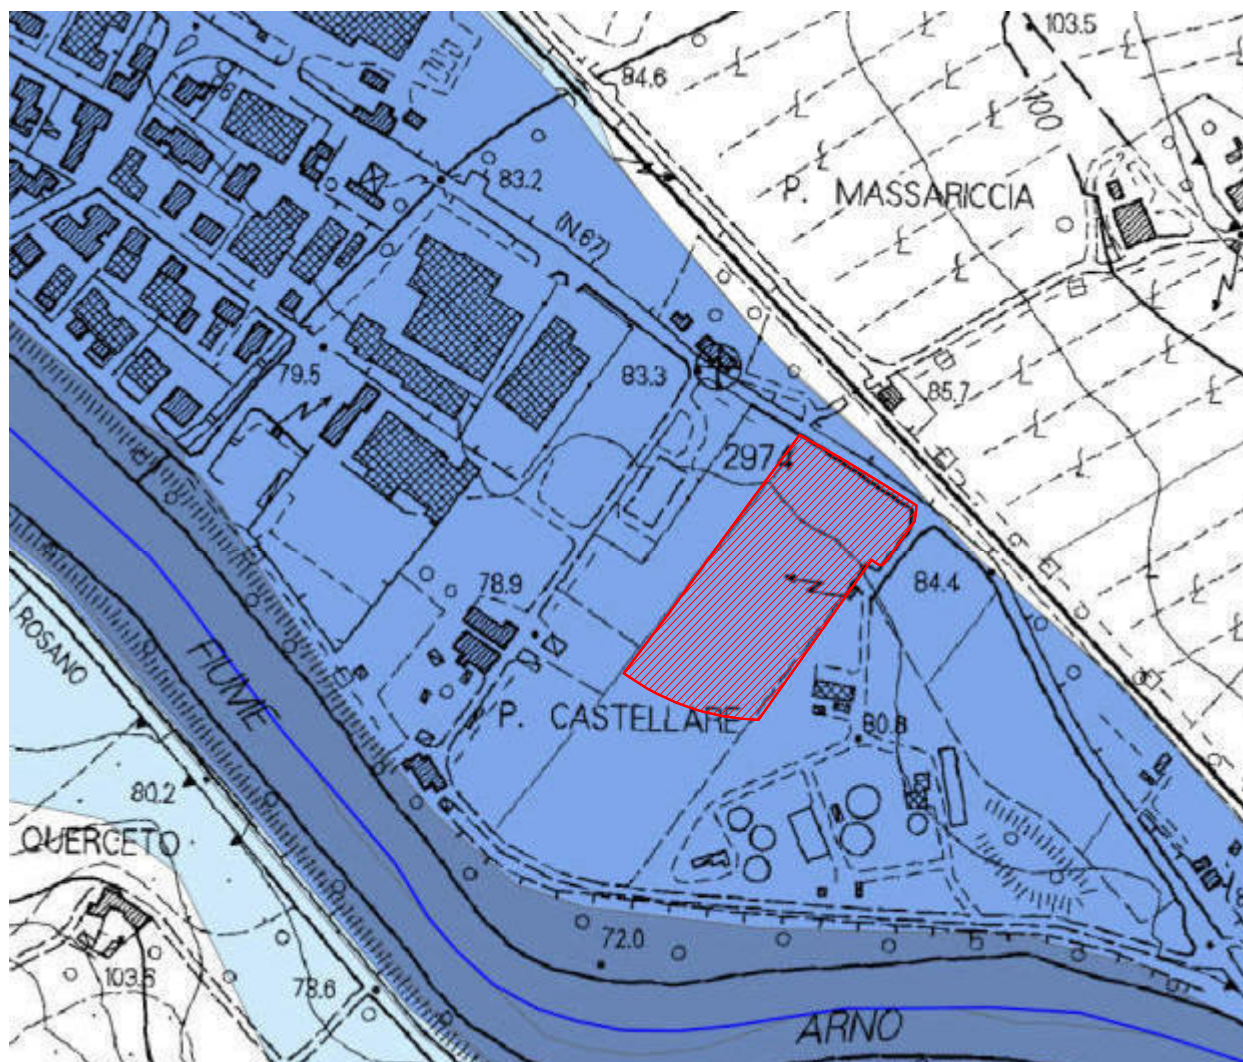 103.5
84.6
100
83.2
P. MASSARICCIA
(N.67)
79.5
83.3
85.7
297.4
78.9
84.4
ROSANO
FIUME
P. CASTELLARE
80.8
80.2
QUERCETO
72.0
103.6
78.6
ARNO